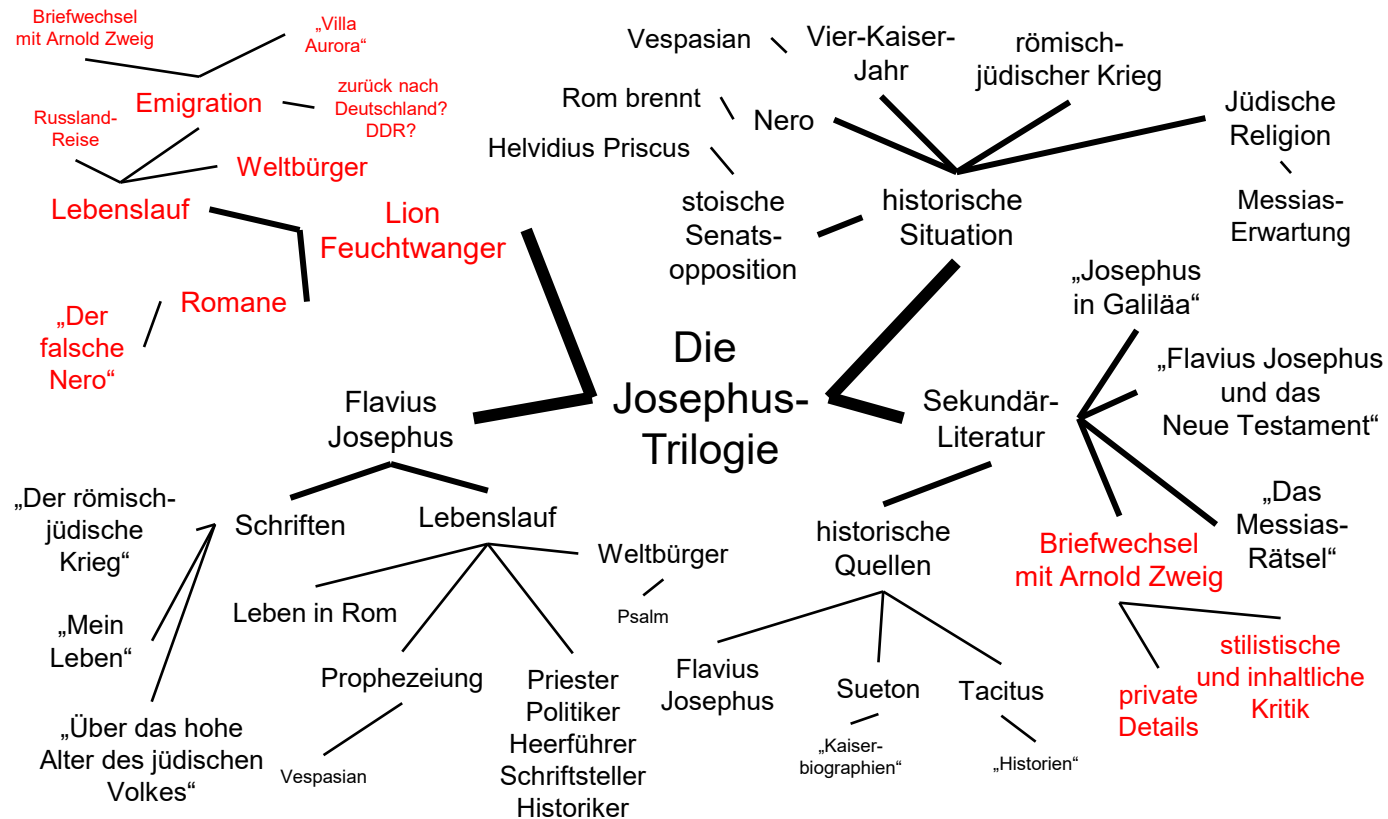 Die
Josephus-
Trilogie
Lion
Feuchtwanger
Lebenslauf
Russland-
Reise
Emigration
Briefwechsel
mit Arnold Zweig
„Villa
Aurora“
zurück nach
Deutschland?
DDR?
Weltbürger
Romane
„Der
falsche
Nero“
historische
Situation
stoische
Senats-
opposition
Helvidius Priscus
Nero
Rom brennt
Vier-Kaiser-
Jahr
Vespasian
römisch-
jüdischer Krieg
Jüdische
Religion
Messias-
Erwartung
Sekundär-
Literatur
„Josephus
in Galiläa“
„Flavius Josephus
und das
Neue Testament“
„Das
Messias-
Rätsel“
Briefwechsel
mit Arnold Zweig
private
Details
stilistische
und inhaltliche
Kritik
historische
Quellen
Flavius
Josephus
Sueton
„Kaiser-
biographien“
Tacitus
„Historien“
Flavius
Josephus
Schriften
„Der römisch-
jüdische
Krieg“
„Mein
Leben“
„Über das hohe
Alter des jüdischen
Volkes“
Lebenslauf
Leben in Rom
Prophezeiung
Vespasian
Priester
Politiker
Heerführer
Schriftsteller
Historiker
Weltbürger
Psalm